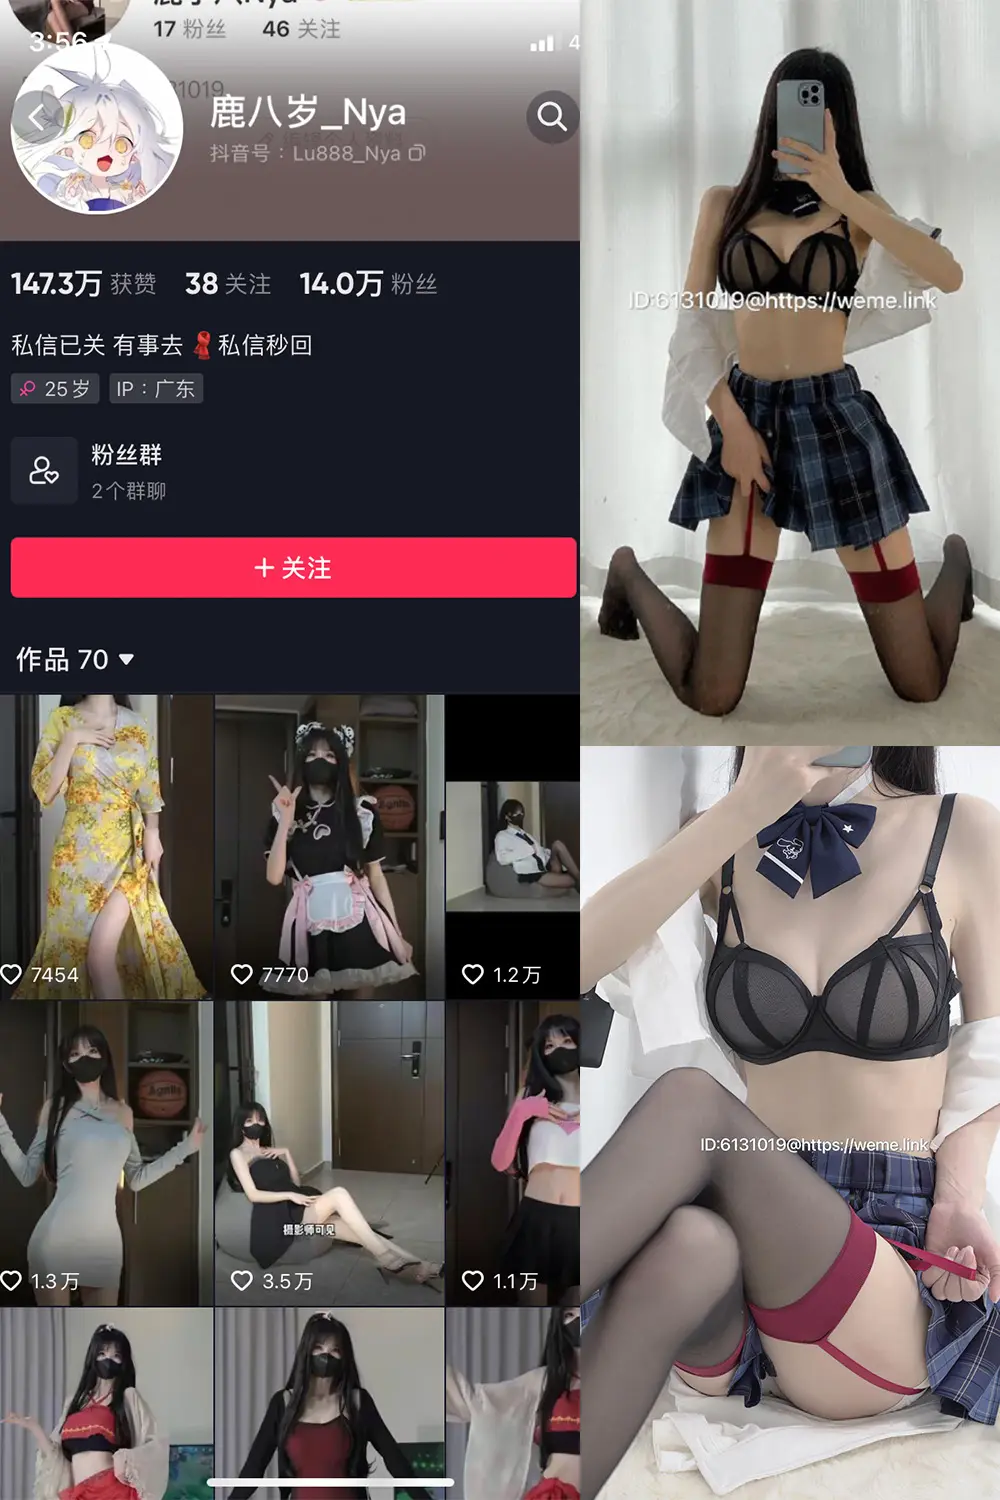 17 粉丝 46 关注
3:56
鹿八岁_Nya
抖音号：Lu888_Nya
147.3万 获赞 38 关注 14.0万 粉丝
私信已关 有事去 私信秒回
25岁 IP：广东
粉丝群
2个群聊
+ 关注
作品 70
7454
7770
1.2万
1.3万
摄影师可见
3.5万
1.1万
ID:6131019@https://weme.link
ID:6131019@https://weme.link